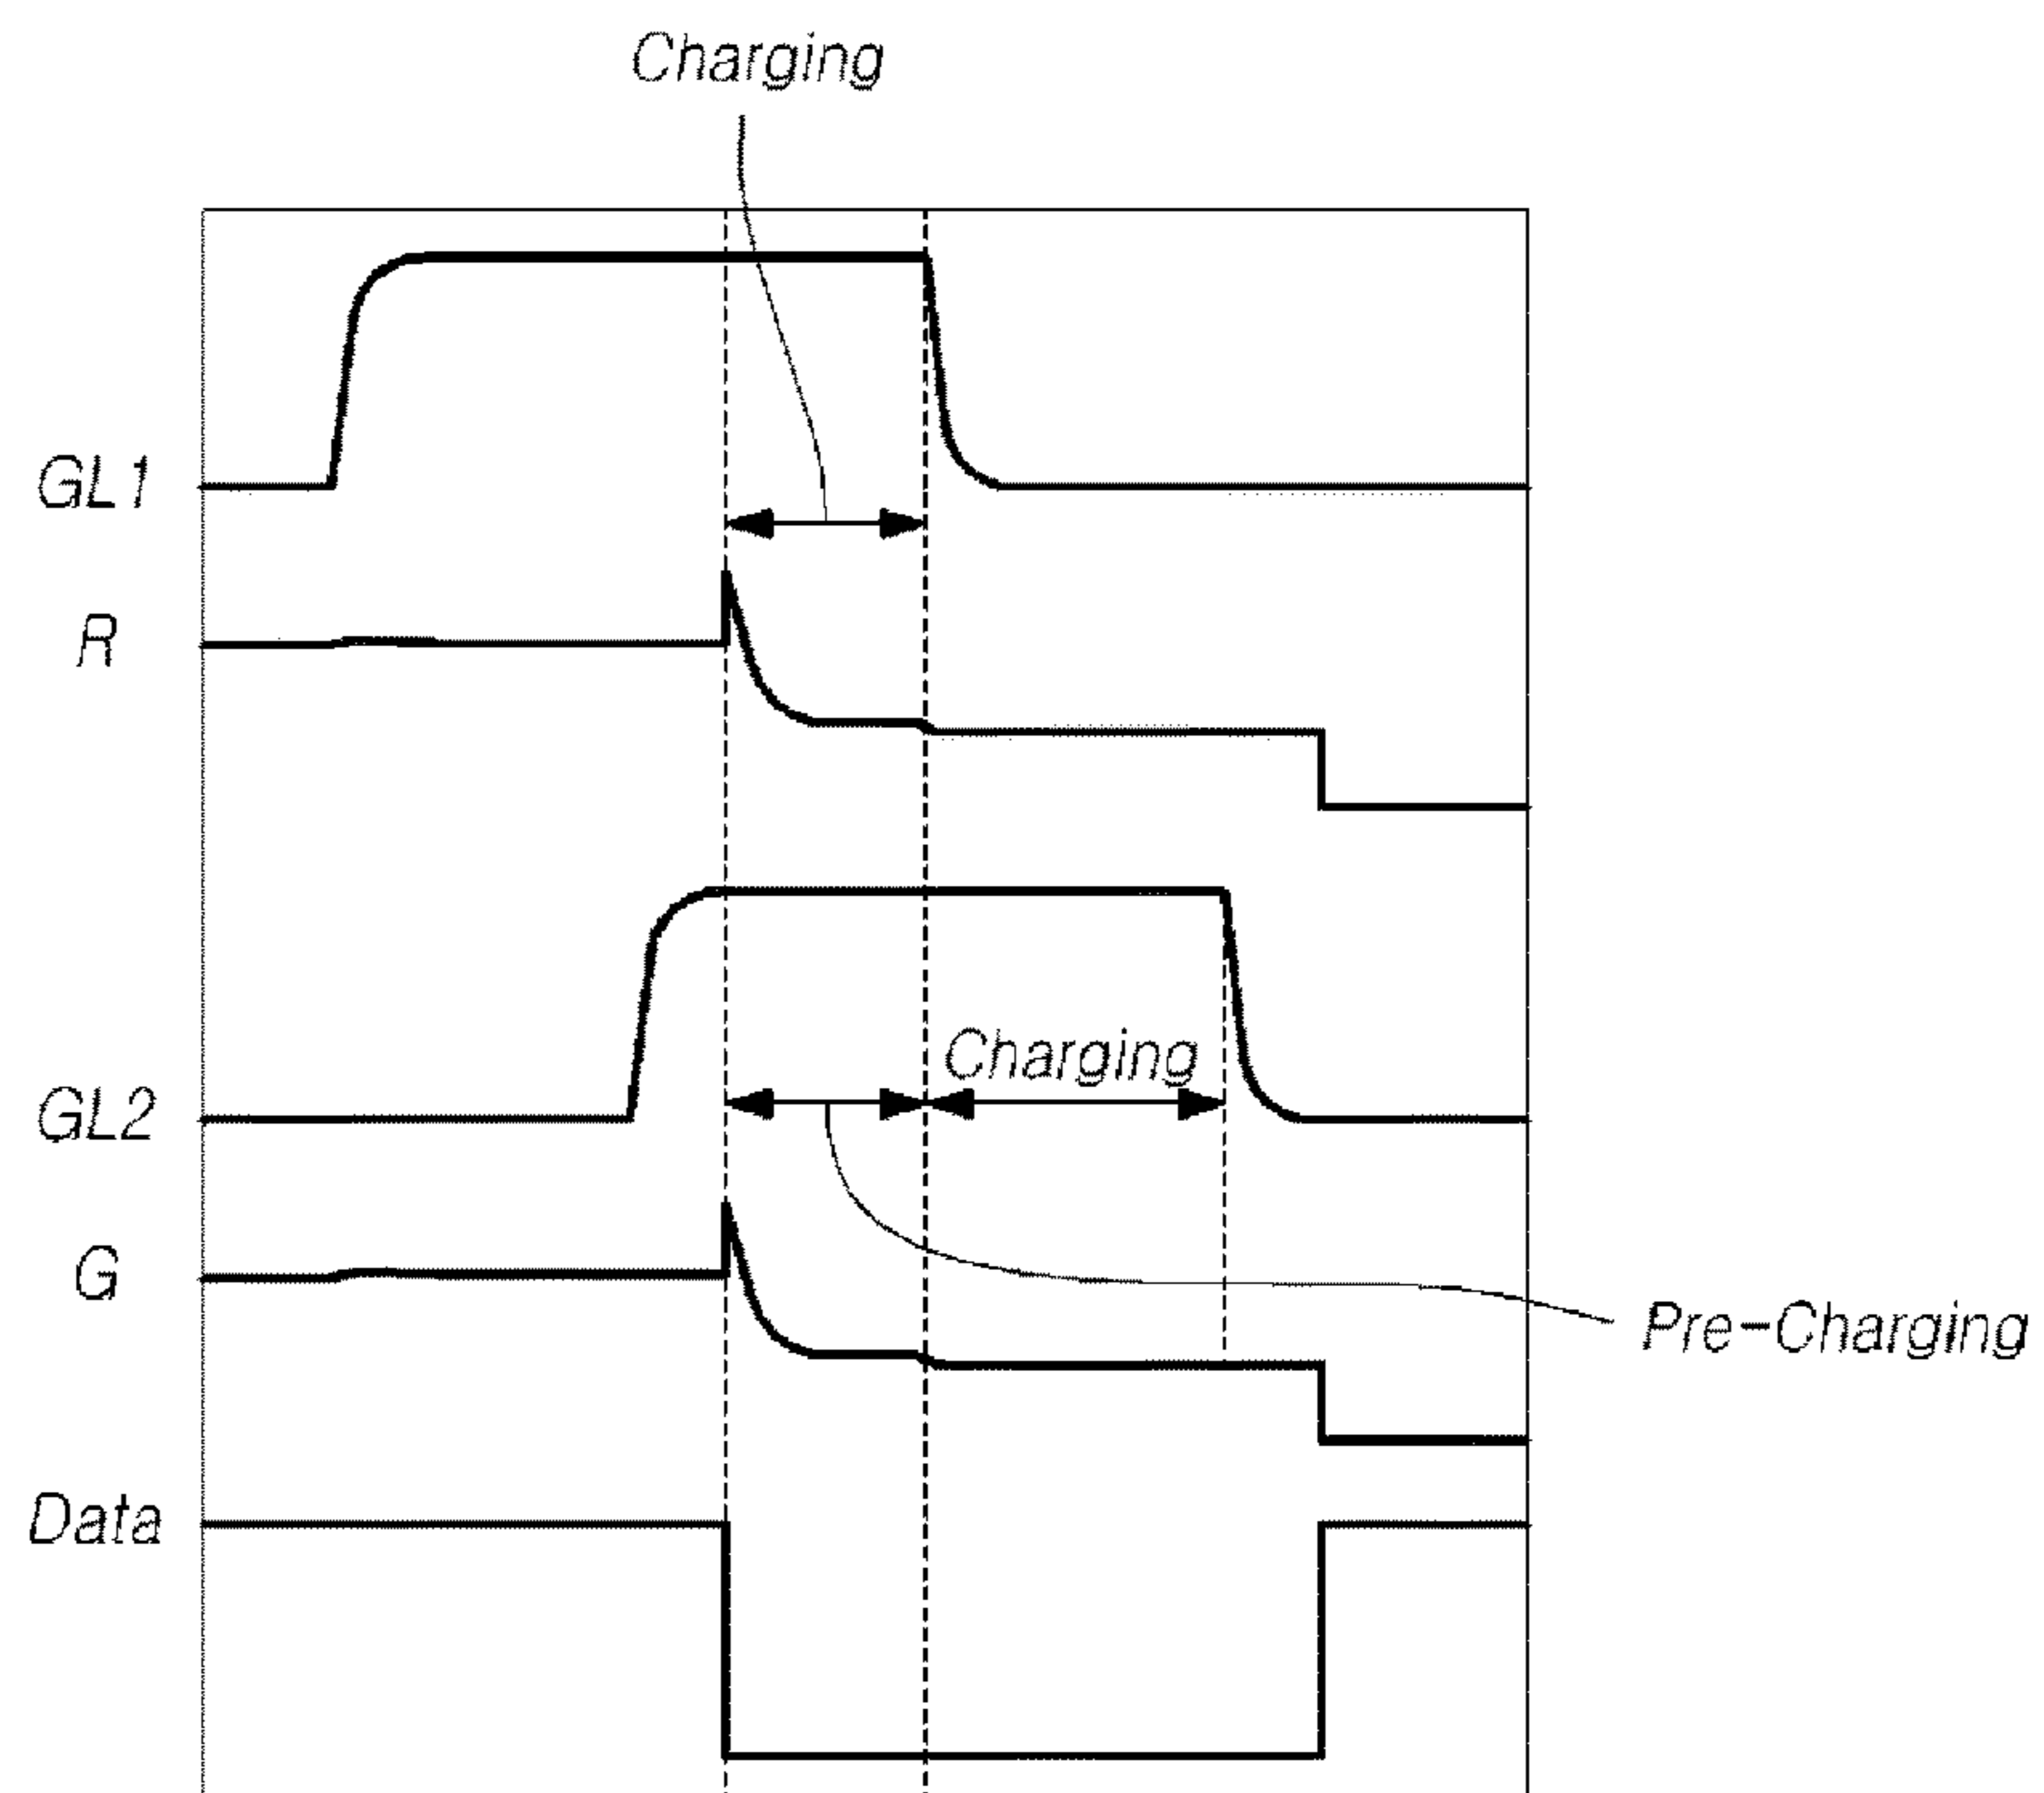 Charging
GL1
R
Charging
GL2
G
Pre-Charging
Data